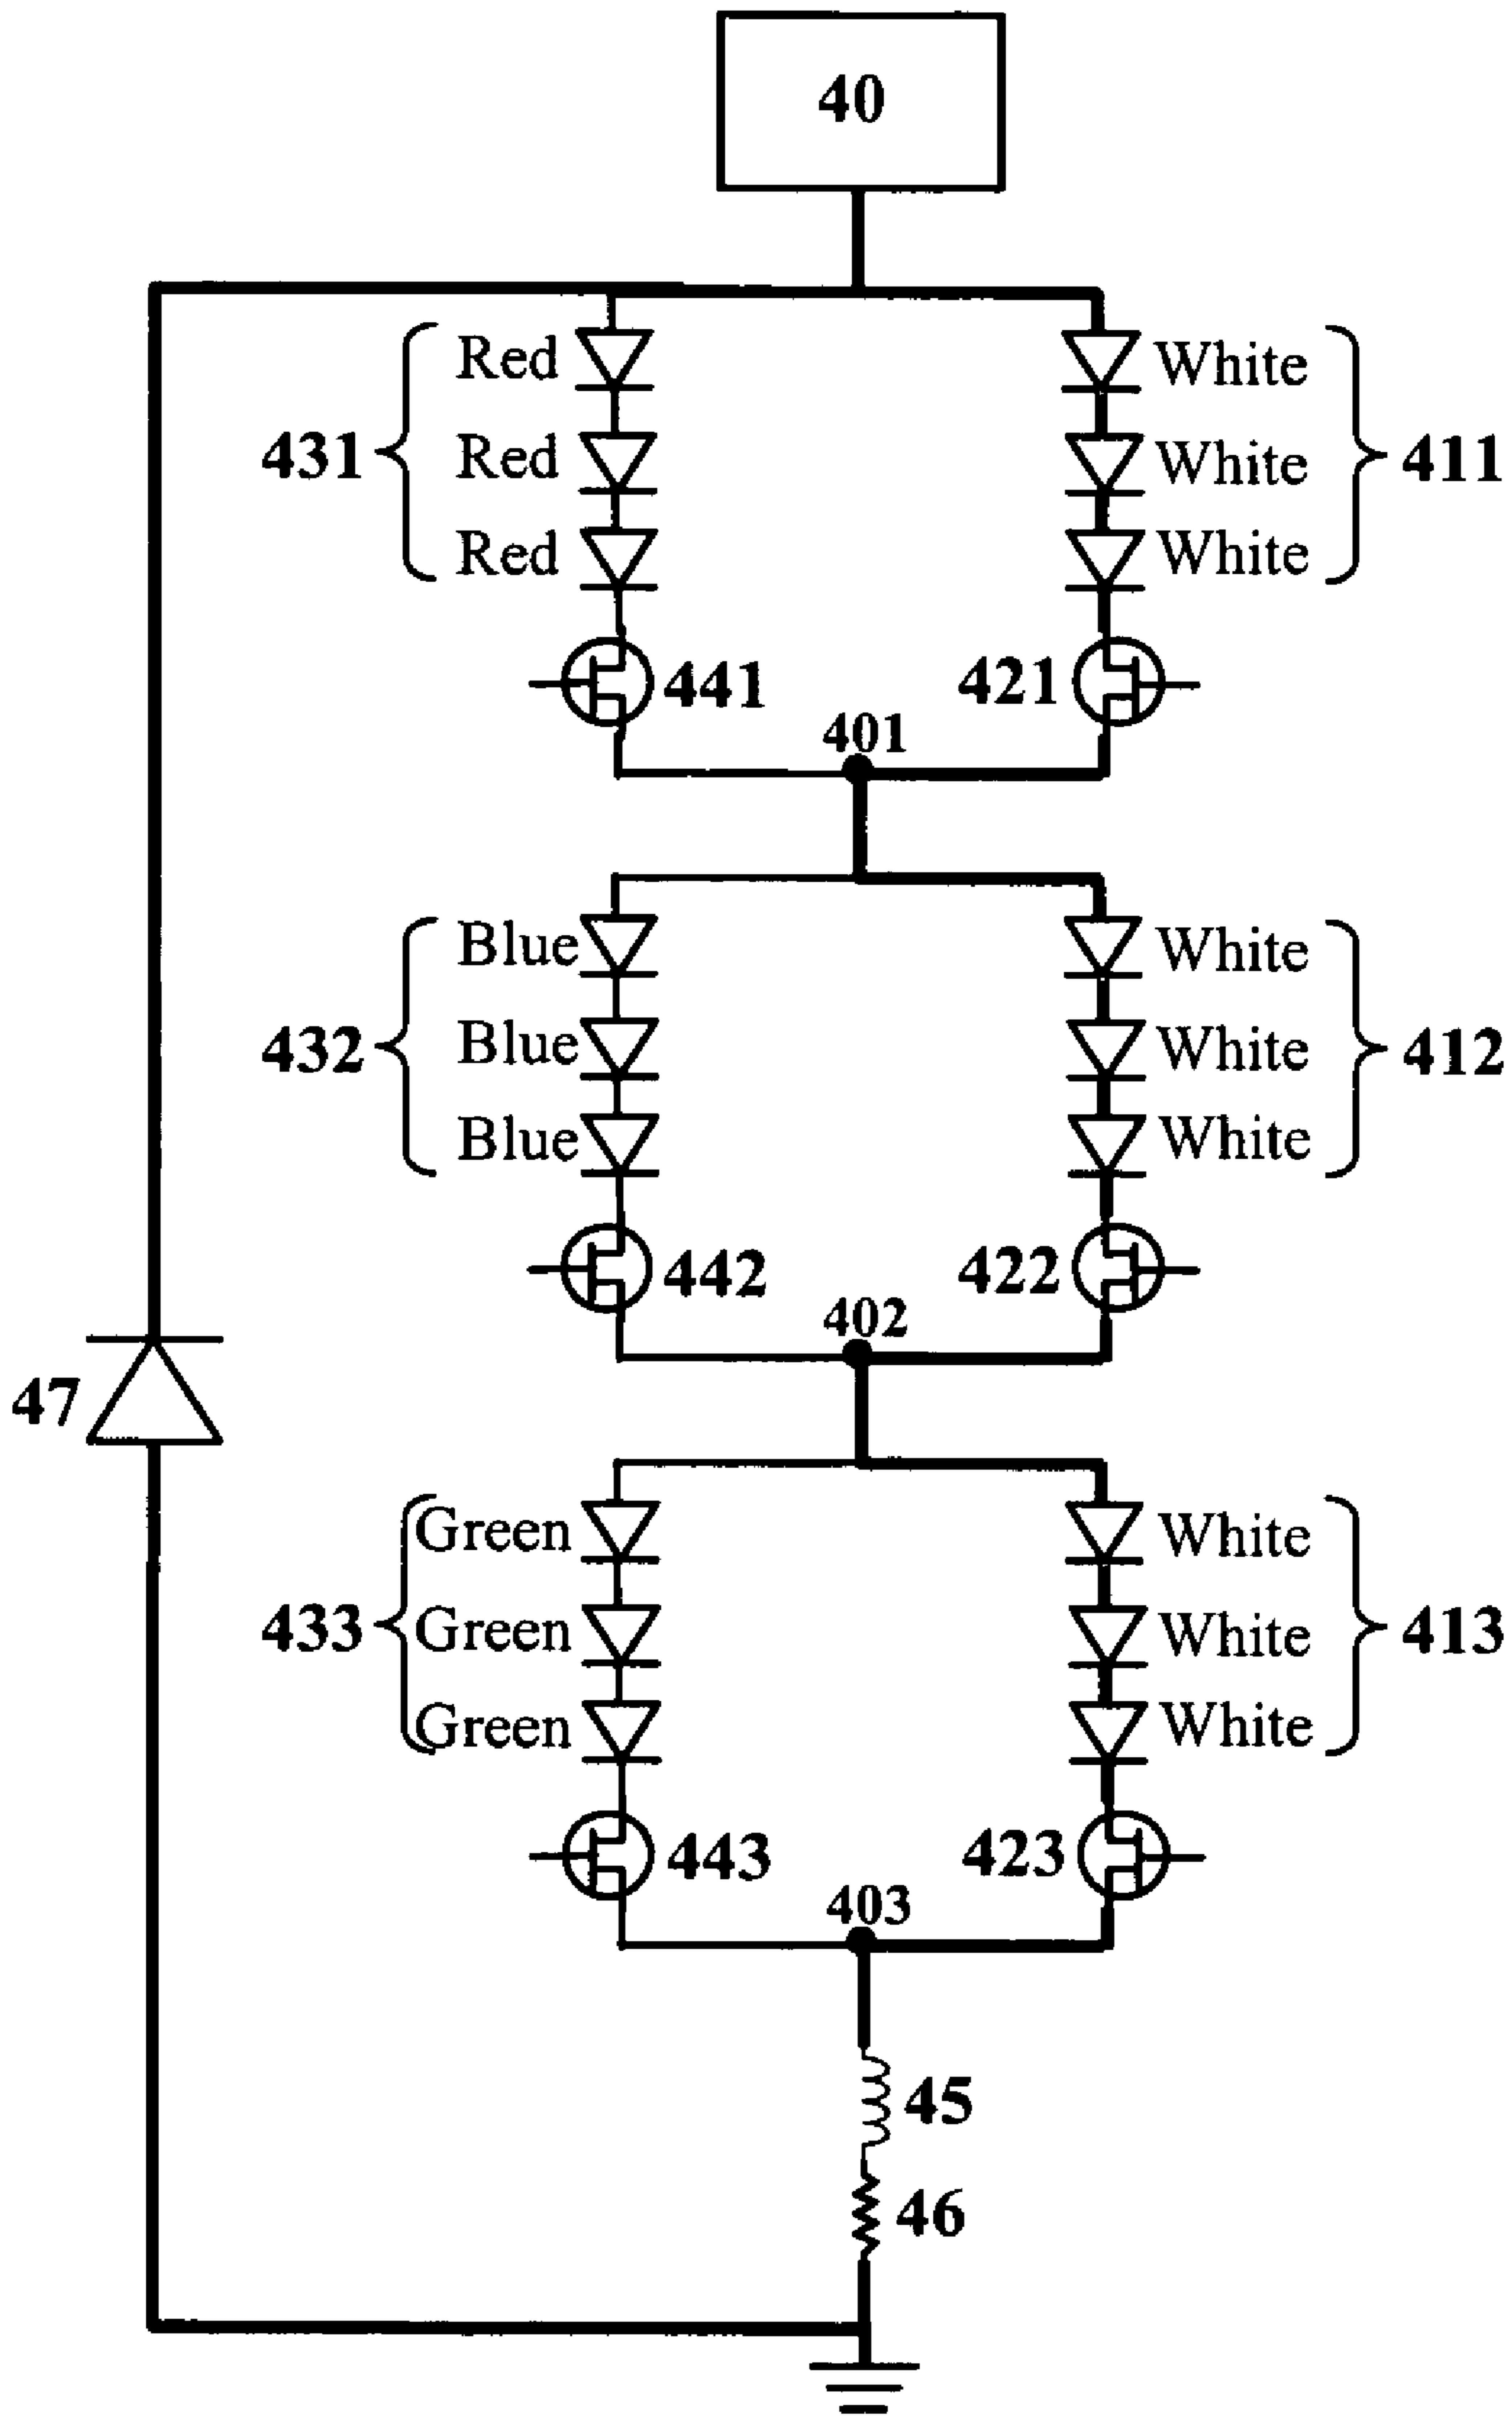 40
Red White
431 Red White 411
Red White
441 421
401
Blue White
432 Blue White 412
Blue White
442 422
402
47
Green White
433 Green White 413
Green White
443 423
403
45
46